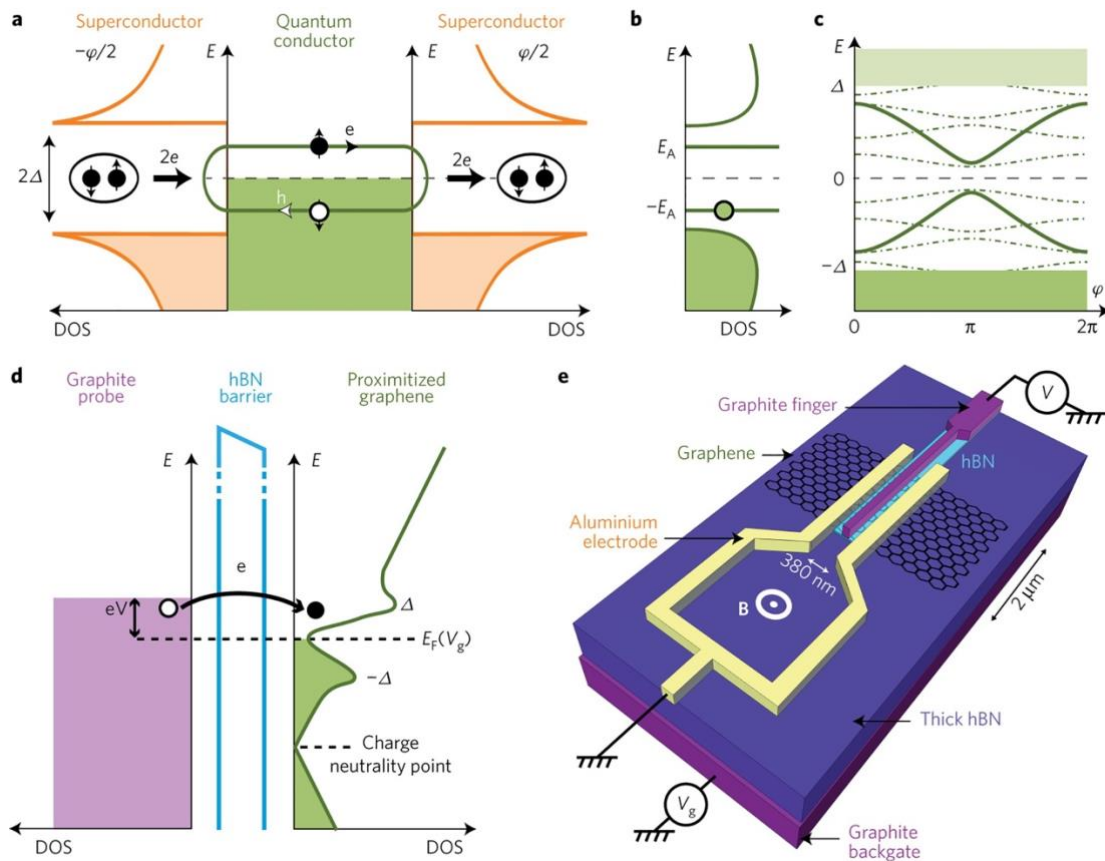 a
Superconductor
Quantum
conductor
Superconductor
−φ/2
E
E
φ/2
2Δ
2e
e
h
2e
DOS
DOS
b
E
E_A
−E_A
DOS
c
E
Δ
0
−Δ
φ
0
π
2π
d
Graphite
probe
hBN
barrier
Proximitized
graphene
E
E
e
eV
Δ
E_F(V_g)
−Δ
Charge
neutrality point
DOS
DOS
e
Graphite finger
V
Graphene
hBN
Aluminium
electrode
380 nm
B
2 μm
Thick hBN
V_g
Graphite
backgate